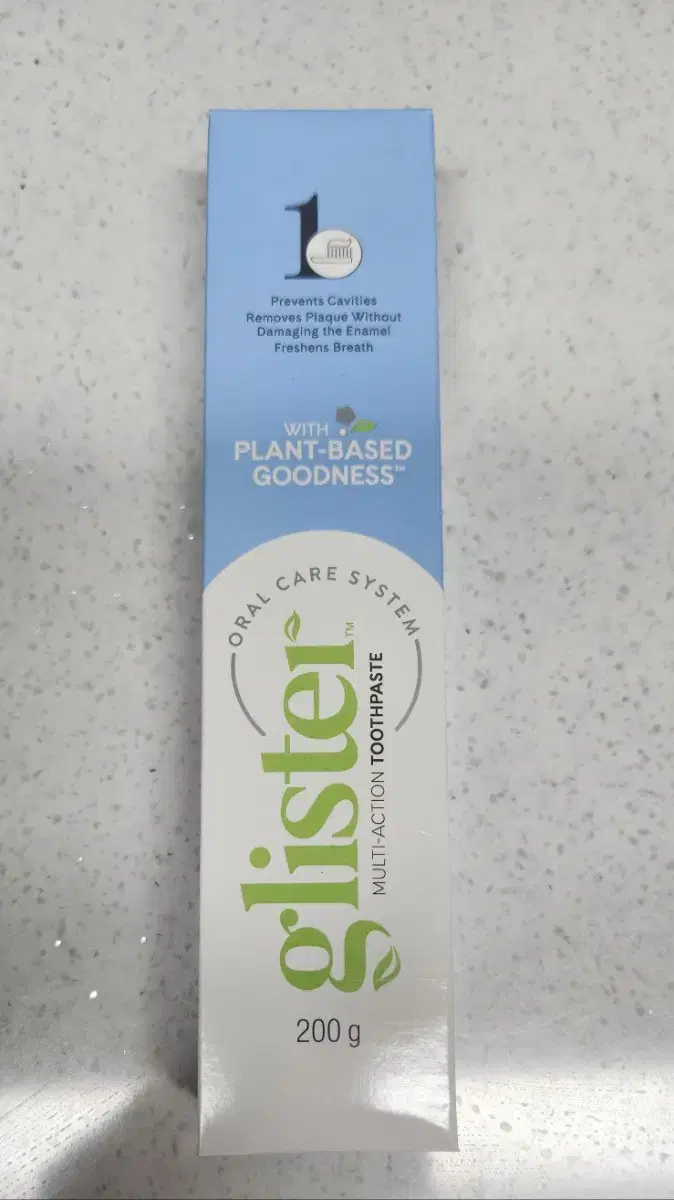 1
Prevents Cavities
Removes Plaque Without
Damaging the Enamel
Freshens Breath
WITH
PLANT-BASED
GOODNESS™
ORAL CARE SYSTEM
glister™
MULTI-ACTION TOOTHPASTE
200 g